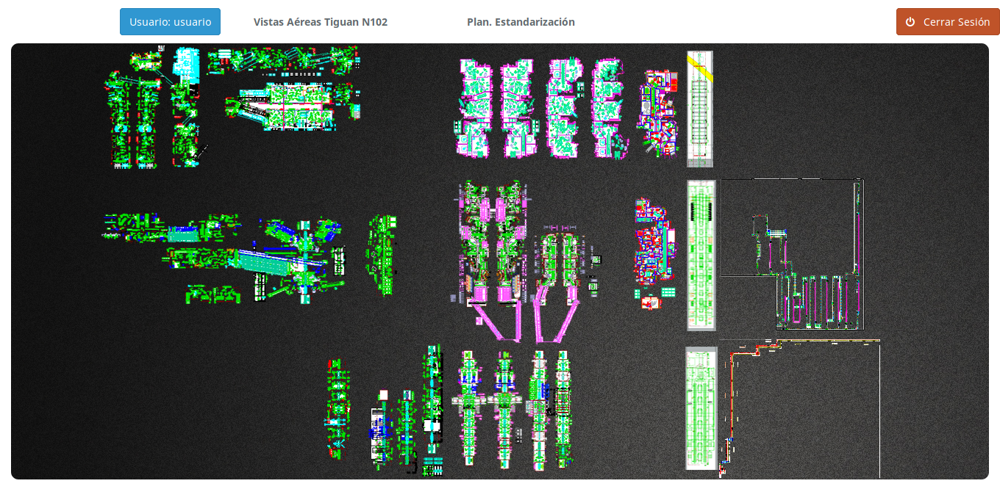 Usuario: usuario
Vistas Aéreas Tiguan N102
Plan. Estandarización
Cerrar Sesión